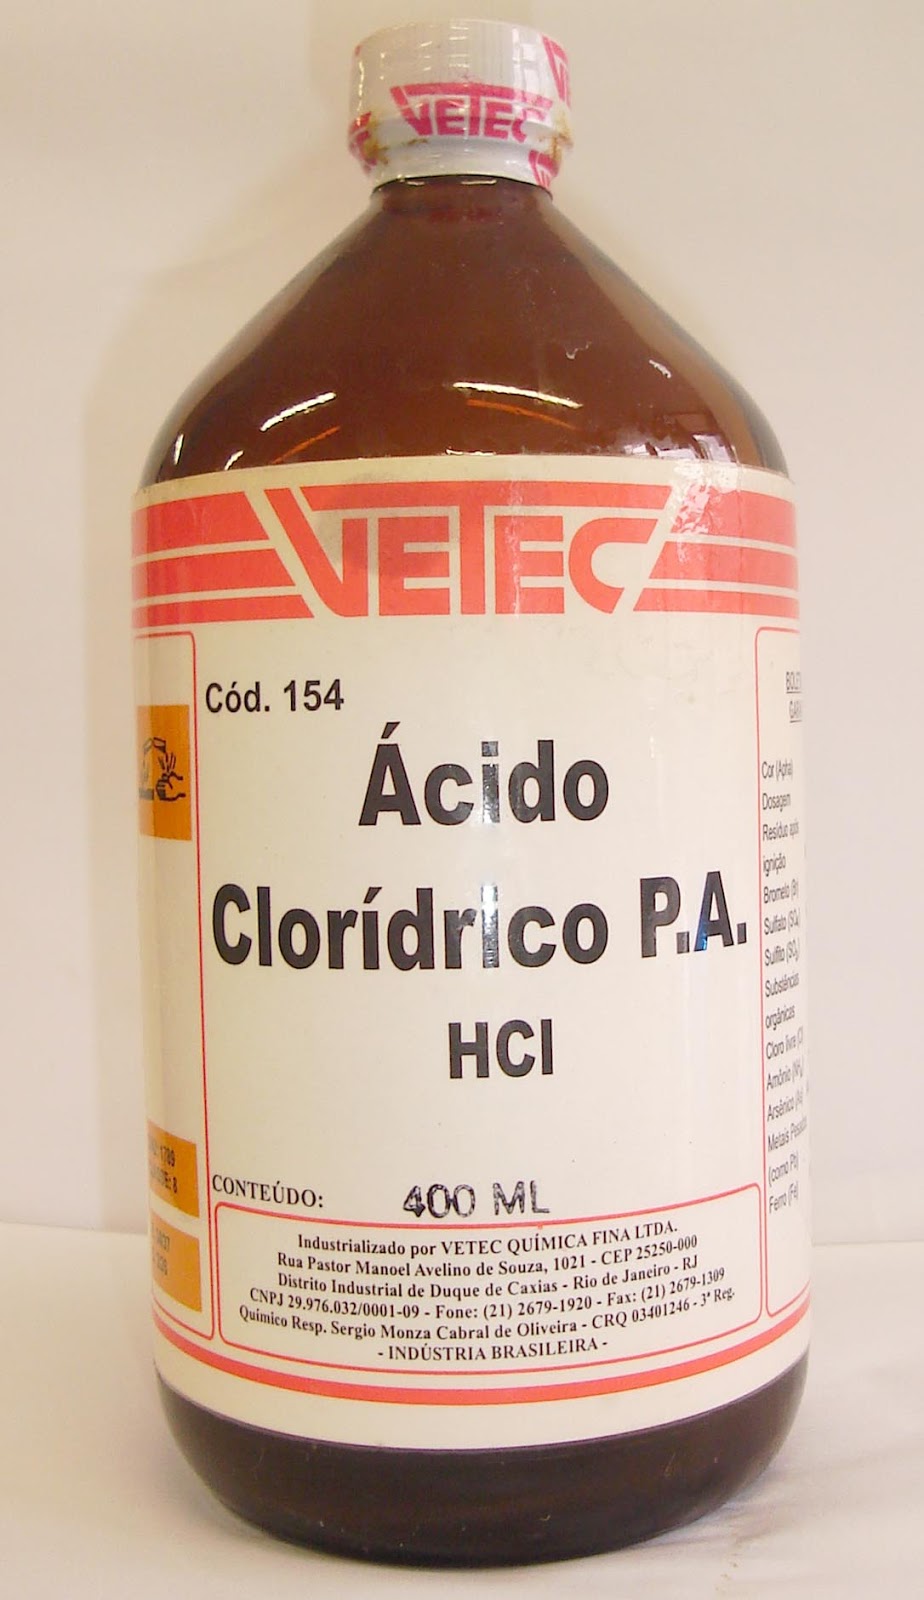 VETEC
VETEC
Cód. 154
Ácido
Clorídrico P.A.
HCl
CONTEÚDO: 400 ML
Industrializado por VETEC QUÍMICA FINA LTDA.
Rua Pastor Manoel Avelino de Souza, 1021 - CEP 25250-000
Distrito Industrial de Duque de Caxias - Rio de Janeiro - RJ
CNPJ 29.976.032/0001-09 - Fone: (21) 2679-1920 - Fax: (21) 2679-1309
Químico Resp. Sergio Monza Cabral de Oliveira - CRQ 03401246 - 3ª Reg.
- INDÚSTRIA BRASILEIRA -
1789
8
Cor (Apha)
Dosagem
Resíduo após
ignição
Brometo (Br)
Sulfato (SO₄)
Sulfito (SO₃)
Substâncias
orgânicas
Cloro livre
Amônio (NH₄)
Arsênico (As)
Metais
(como Pb)
Ferro (Fe)